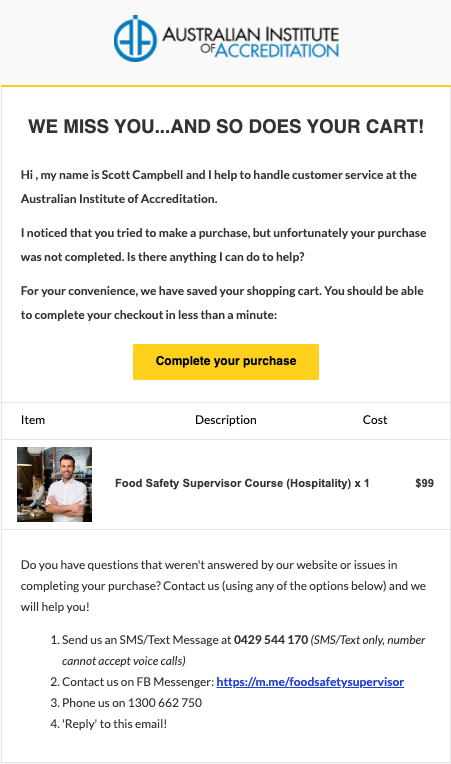 AUSTRALIAN INSTITUTE
OF ACCREDITATION
WE MISS YOU...AND SO DOES YOUR CART!
Hi , my name is Scott Campbell and I help to handle customer service at the
Australian Institute of Accreditation.
I noticed that you tried to make a purchase, but unfortunately your purchase
was not completed. Is there anything I can do to help?
For your convenience, we have saved your shopping cart. You should be able
to complete your checkout in less than a minute:
Complete your purchase
Item Description Cost
Food Safety Supervisor Course (Hospitality) x 1 $99
Do you have questions that weren't answered by our website or issues in
completing your purchase? Contact us (using any of the options below) and we
will help you!
1. Send us an SMS/Text Message at 0429 544 170 (SMS/Text only, number
cannot accept voice calls)
2. Contact us on FB Messenger: https://m.me/foodsafetysupervisor
3. Phone us on 1300 662 750
4. 'Reply' to this email!